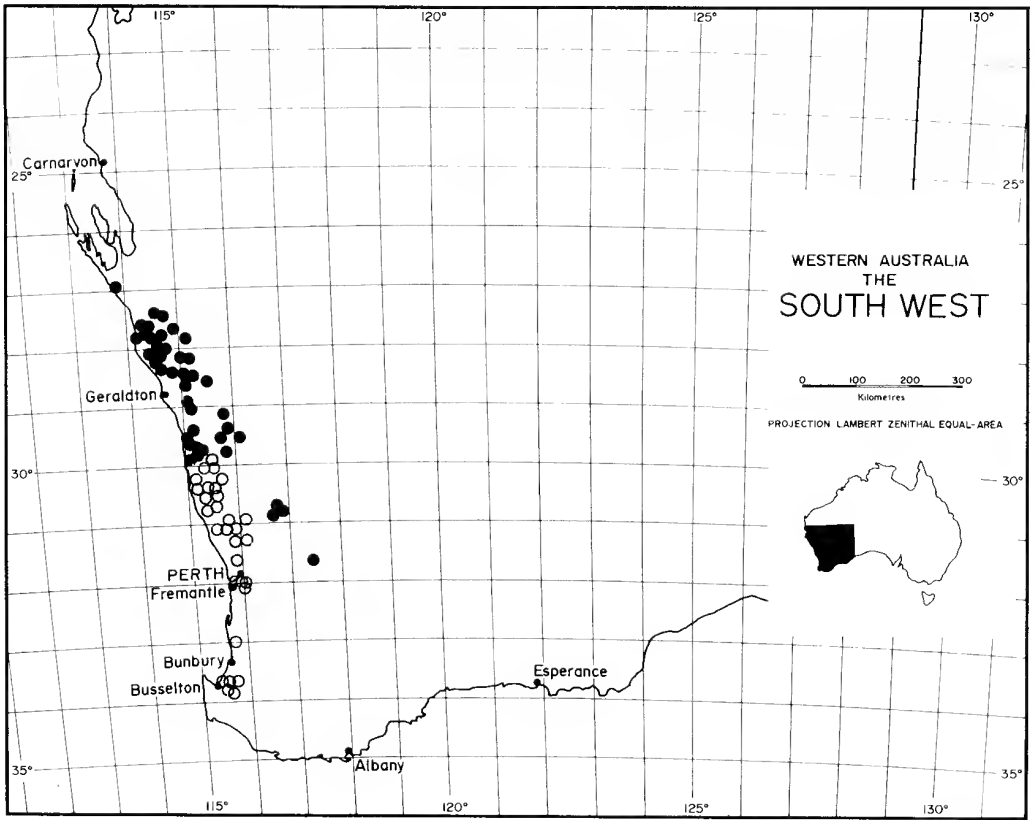 115° 120° 125° 130°
Carnarvon
25° 25°
WESTERN AUSTRALIA
THE
SOUTH WEST
0 100 200 300
Kilometres
Geraldton
PROJECTION LAMBERT ZENITHAL EQUAL-AREA
30° 30°
PERTH
Fremantle
Bunbury
Busselton
Esperance
Albany
35° 35°
115° 120° 125° 130°